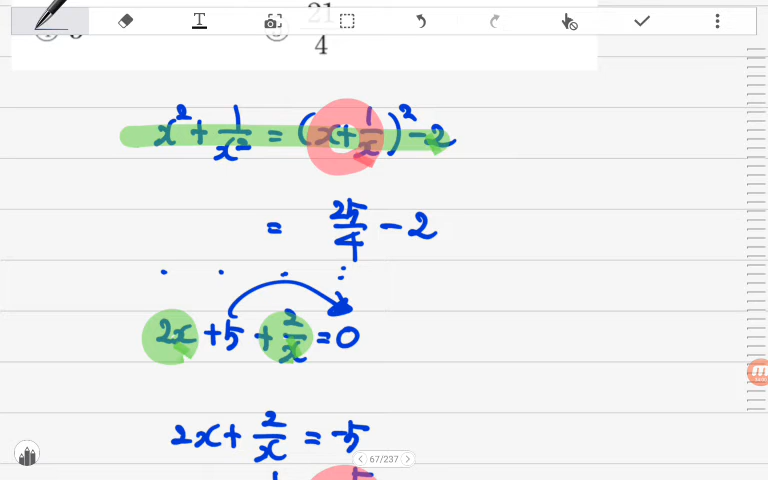 T
21
4
x² + 1/x² = (x + 1/x)² - 2
= 25/4 - 2
2x + 5 + 2/x = 0
2x + 2/x = -5
67/237